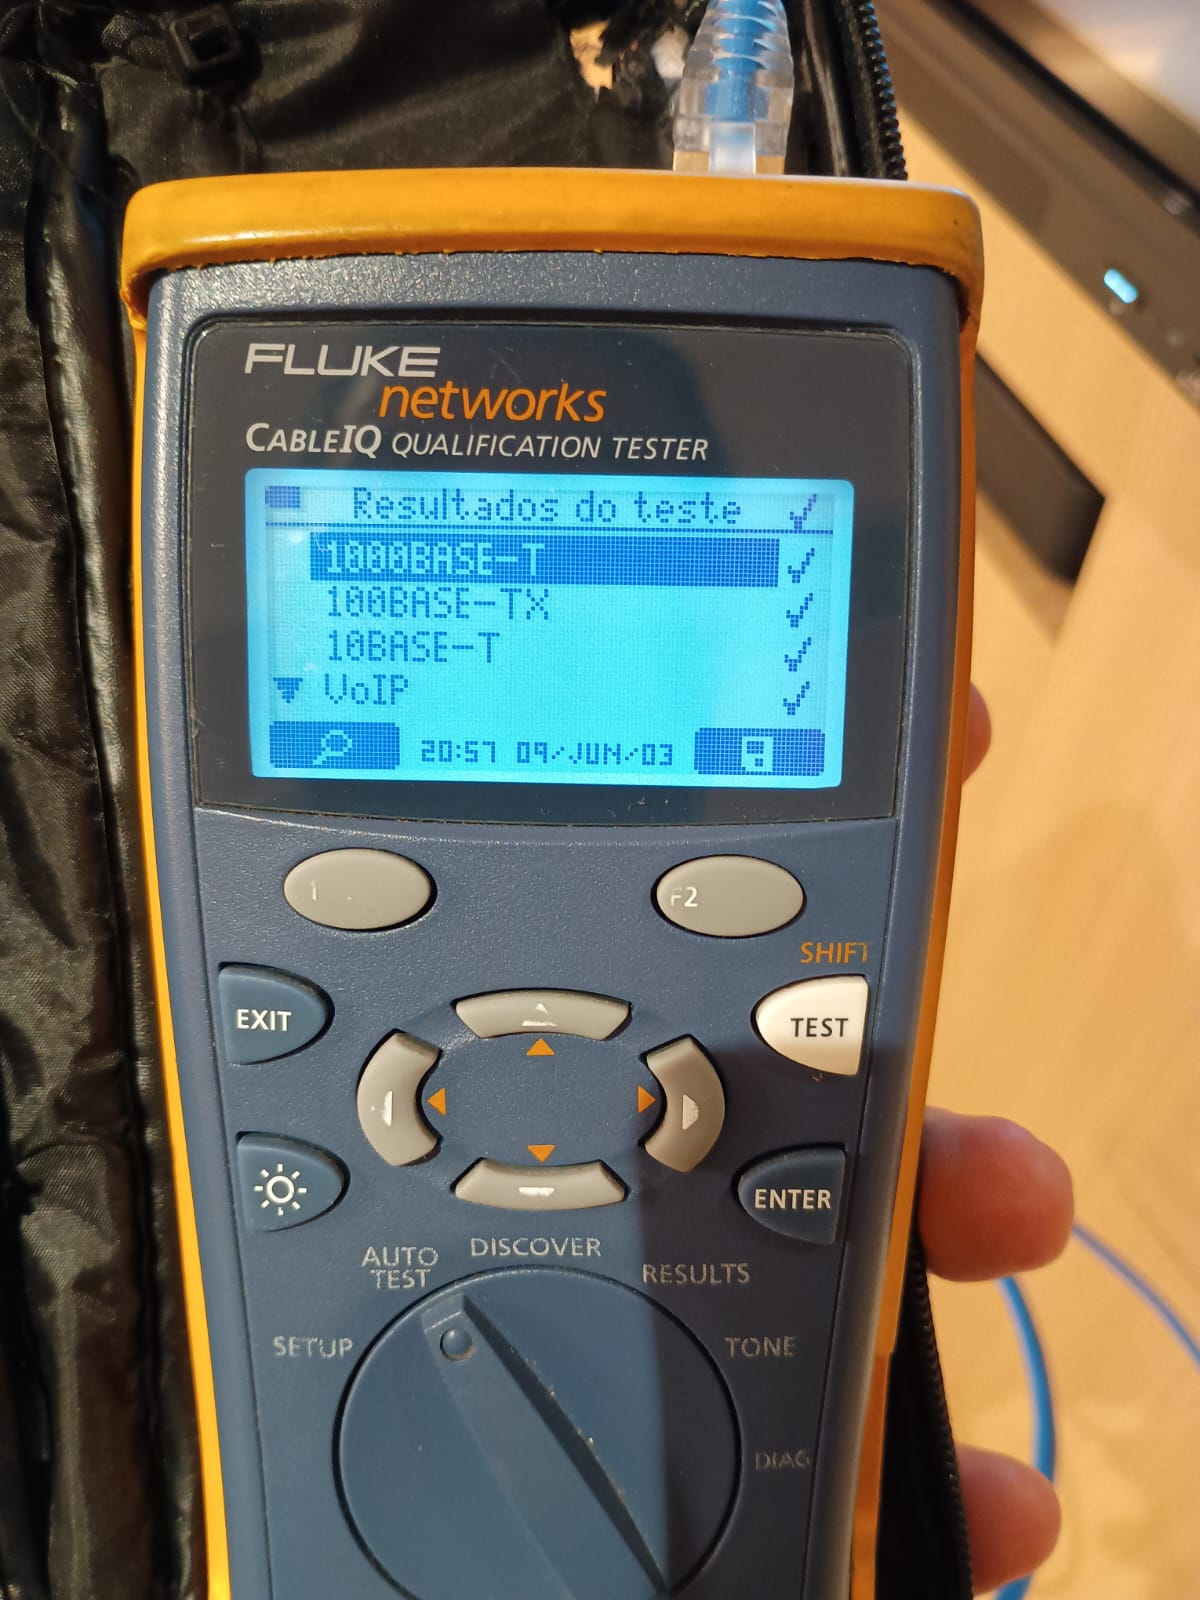 FLUKE
networks
CABLEIQ QUALIFICATION TESTER
Resultados do teste
1000BASE-T
100BASE-TX
10BASE-T
VoIP
20:57 09/JUN/03
F2
SHIFT
EXIT
TEST
ENTER
AUTO
TEST
DISCOVER
RESULTS
SETUP
TONE
DIAG